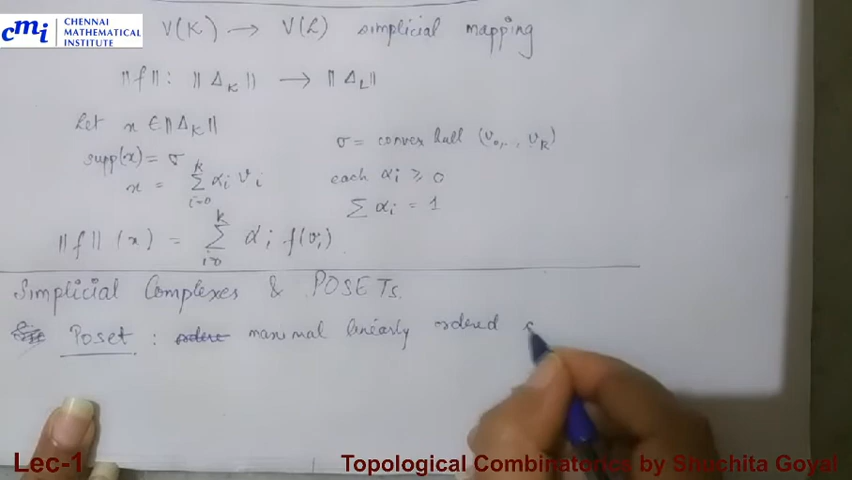 cmi CHENNAI MATHEMATICAL INSTITUTE
V(K) → V(L) simplicial mapping
||f|| : ||Δ_K|| → ||Δ_L||
Let x ∈ ||Δ_K||
supp(x) = σ σ = convex hull (v_0, .. , v_k)
x = Σ_{i=0}^{k} α_i v_i each α_i ⩾ 0
Σ α_i = 1
||f|| (x) = Σ_{i=0}^{k} α_i f(v_i)
Simplicial Complexes & POSETs.
Poset : maximal linearly ordered
Lec-1 Topological Combinatorics by Shuchita Goyal